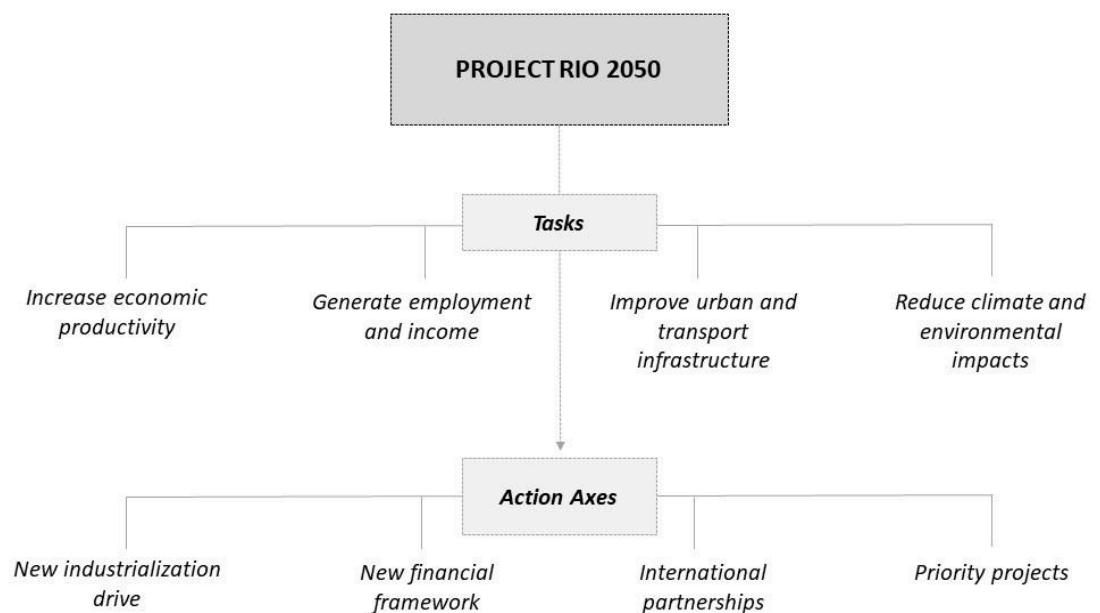 PROJECT RIO 2050
Tasks
Increase economic
productivity
Generate employment
and income
Improve urban and
transport
infrastructure
Reduce climate and
environmental
impacts
Action Axes
New industrialization
drive
New financial
framework
International
partnerships
Priority projects